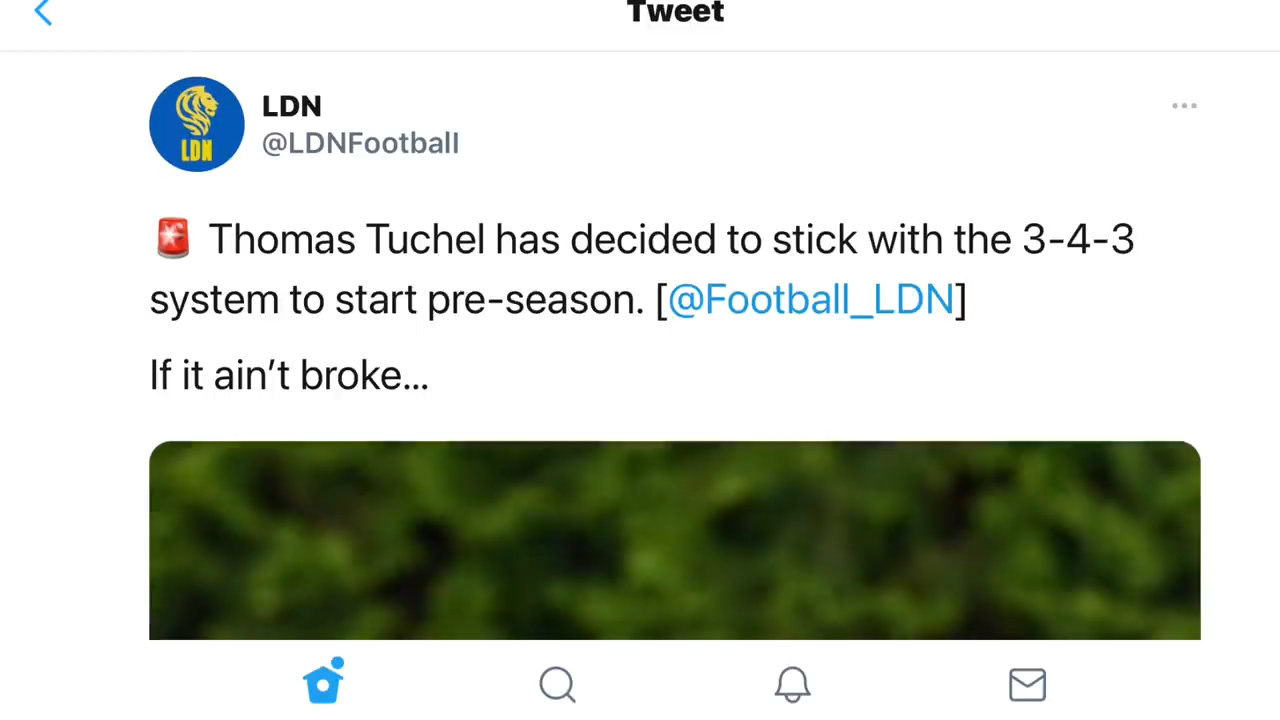 Tweet
LDN
LDN
@LDNFootball
🚨 Thomas Tuchel has decided to stick with the 3-4-3
system to start pre-season. [@Football_LDN]
If it ain’t broke...